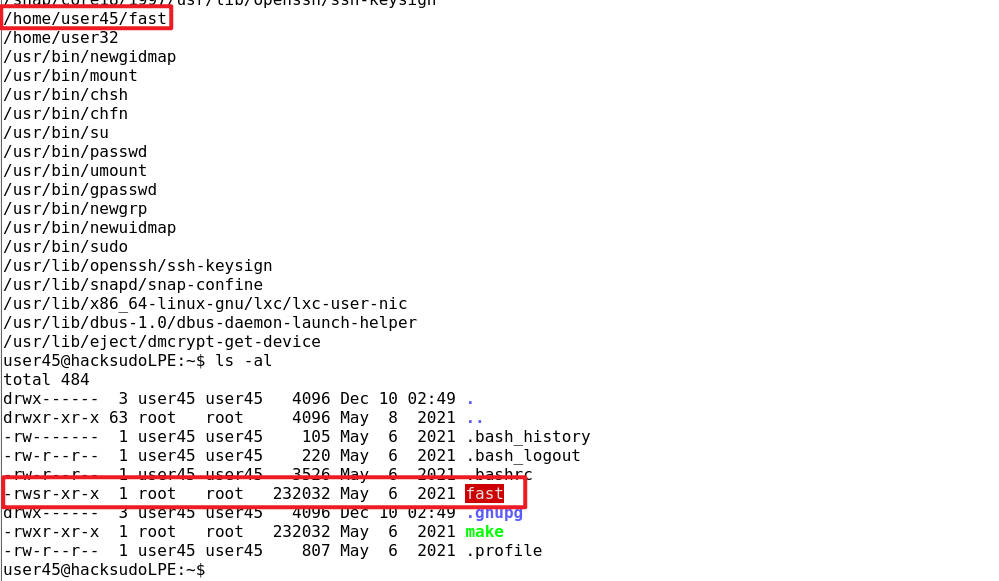 /snap/core18/1997/usr/lib/openssh/ssh-keysign
/home/user45/fast
/home/user32
/usr/bin/newgidmap
/usr/bin/mount
/usr/bin/chsh
/usr/bin/chfn
/usr/bin/su
/usr/bin/passwd
/usr/bin/umount
/usr/bin/gpasswd
/usr/bin/newgrp
/usr/bin/newuidmap
/usr/bin/sudo
/usr/lib/openssh/ssh-keysign
/usr/lib/snapd/snap-confine
/usr/lib/x86_64-linux-gnu/lxc/lxc-user-nic
/usr/lib/dbus-1.0/dbus-daemon-launch-helper
/usr/lib/eject/dmcrypt-get-device
user45@hacksudoLPE:~$ ls -al
total 484
drwx------  3 user45 user45   4096 Dec 10 02:49 .
drwxr-xr-x 63 root   root     4096 May  8  2021 ..
-rw-------  1 user45 user45    105 May  6  2021 .bash_history
-rw-r--r--  1 user45 user45    220 May  6  2021 .bash_logout
-rw-r--r--  1 user45 user45   3526 May  6  2021 .bashrc
-rwsr-xr-x  1 root   root   232032 May  6  2021 fast
drwx------  3 user45 user45   4096 Dec 10 02:49 .gnupg
-rwxr-xr-x  1 root   root   232032 May  6  2021 make
-rw-r--r--  1 user45 user45    807 May  6  2021 .profile
user45@hacksudoLPE:~$